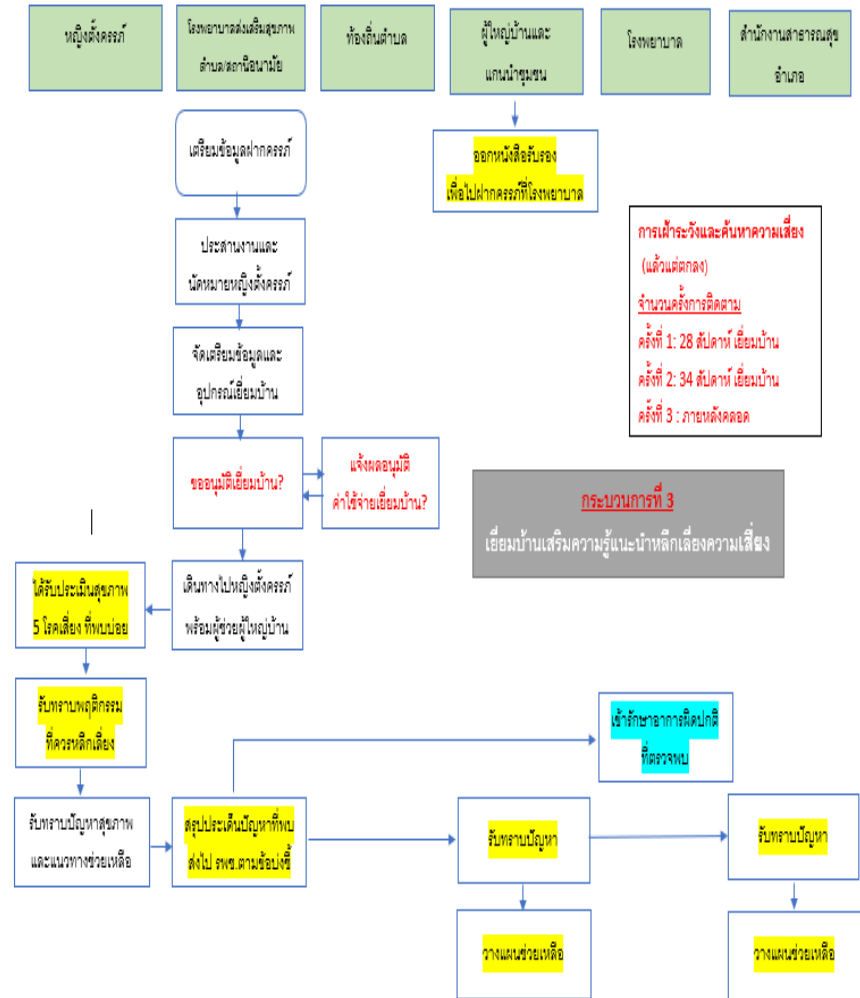 หญิงตั้งครรภ์
โรงพยาบาลส่งเสริมสุขภาพ
ตำบล/สถานีอนามัย
ท้องถิ่นตำบล
ผู้ใหญ่บ้านและ
แกนนำชุมชน
โรงพยาบาล
สำนักงานสาธารณสุข
อำเภอ
เตรียมข้อมูลฝากครรภ์
ออกหนังสือรับรอง
เพื่อไปฝากครรภ์ที่โรงพยาบาล
ประสานงานและ
นัดหมายหญิงตั้งครรภ์
การเฝ้าระวังและค้นหาความเสี่ยง
(แล้วแต่ตกลง)
จำนวนครั้งการติดตาม
ครั้งที่ 1: 28 สัปดาห์ เยี่ยมบ้าน
ครั้งที่ 2: 34 สัปดาห์ เยี่ยมบ้าน
ครั้งที่ 3 : ภายหลังคลอด
จัดเตรียมข้อมูลและ
อุปกรณ์เยี่ยมบ้าน
ขออนุมัติเยี่ยมบ้าน?
แจ้งผลอนุมัติ
ค่าใช้จ่ายเยี่ยมบ้าน?
กระบวนการที่ 3
เยี่ยมบ้านเสริมความรู้แนะนำหลีกเลี่ยงความเสี่ยง
ได้รับประเมินสุขภาพ
5 โรคเสี่ยง ที่พบบ่อย
เดินทางไปหญิงตั้งครรภ์
พร้อมผู้ช่วยผู้ใหญ่บ้าน
รับทราบพฤติกรรม
ที่ควรหลีกเลี่ยง
เข้ารักษาอาการผิดปกติ
ที่ตรวจพบ
รับทราบปัญหาสุขภาพ
และแนวทางช่วยเหลือ
สรุปประเด็นปัญหาที่พบ
ส่งไป รพช.ตามข้อบ่งชี้
รับทราบปัญหา
รับทราบปัญหา
วางแผนช่วยเหลือ
วางแผนช่วยเหลือ